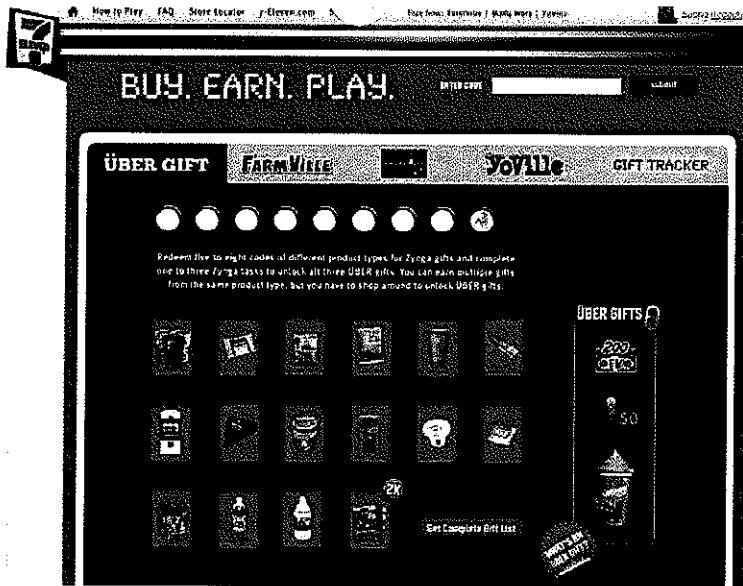 How to Play FAQ Store Locator 7-Eleven.com
BUY. EARN. PLAY.
ENTER CODE
submit
ÜBER GIFT
FARMVILLE
YoVille
GIFT TRACKER
Redeem five to eight codes of different product types for Zynga gifts and complete
one to three Zynga tasks to unlock all three ÜBER gifts. You can earn multiple gifts
from the same product type, but you have to shop around to unlock ÜBER gifts.
ÜBER GIFTS
200
50
2X
Get Complete Gift List
WHAT'S AN
ÜBER GIFT?